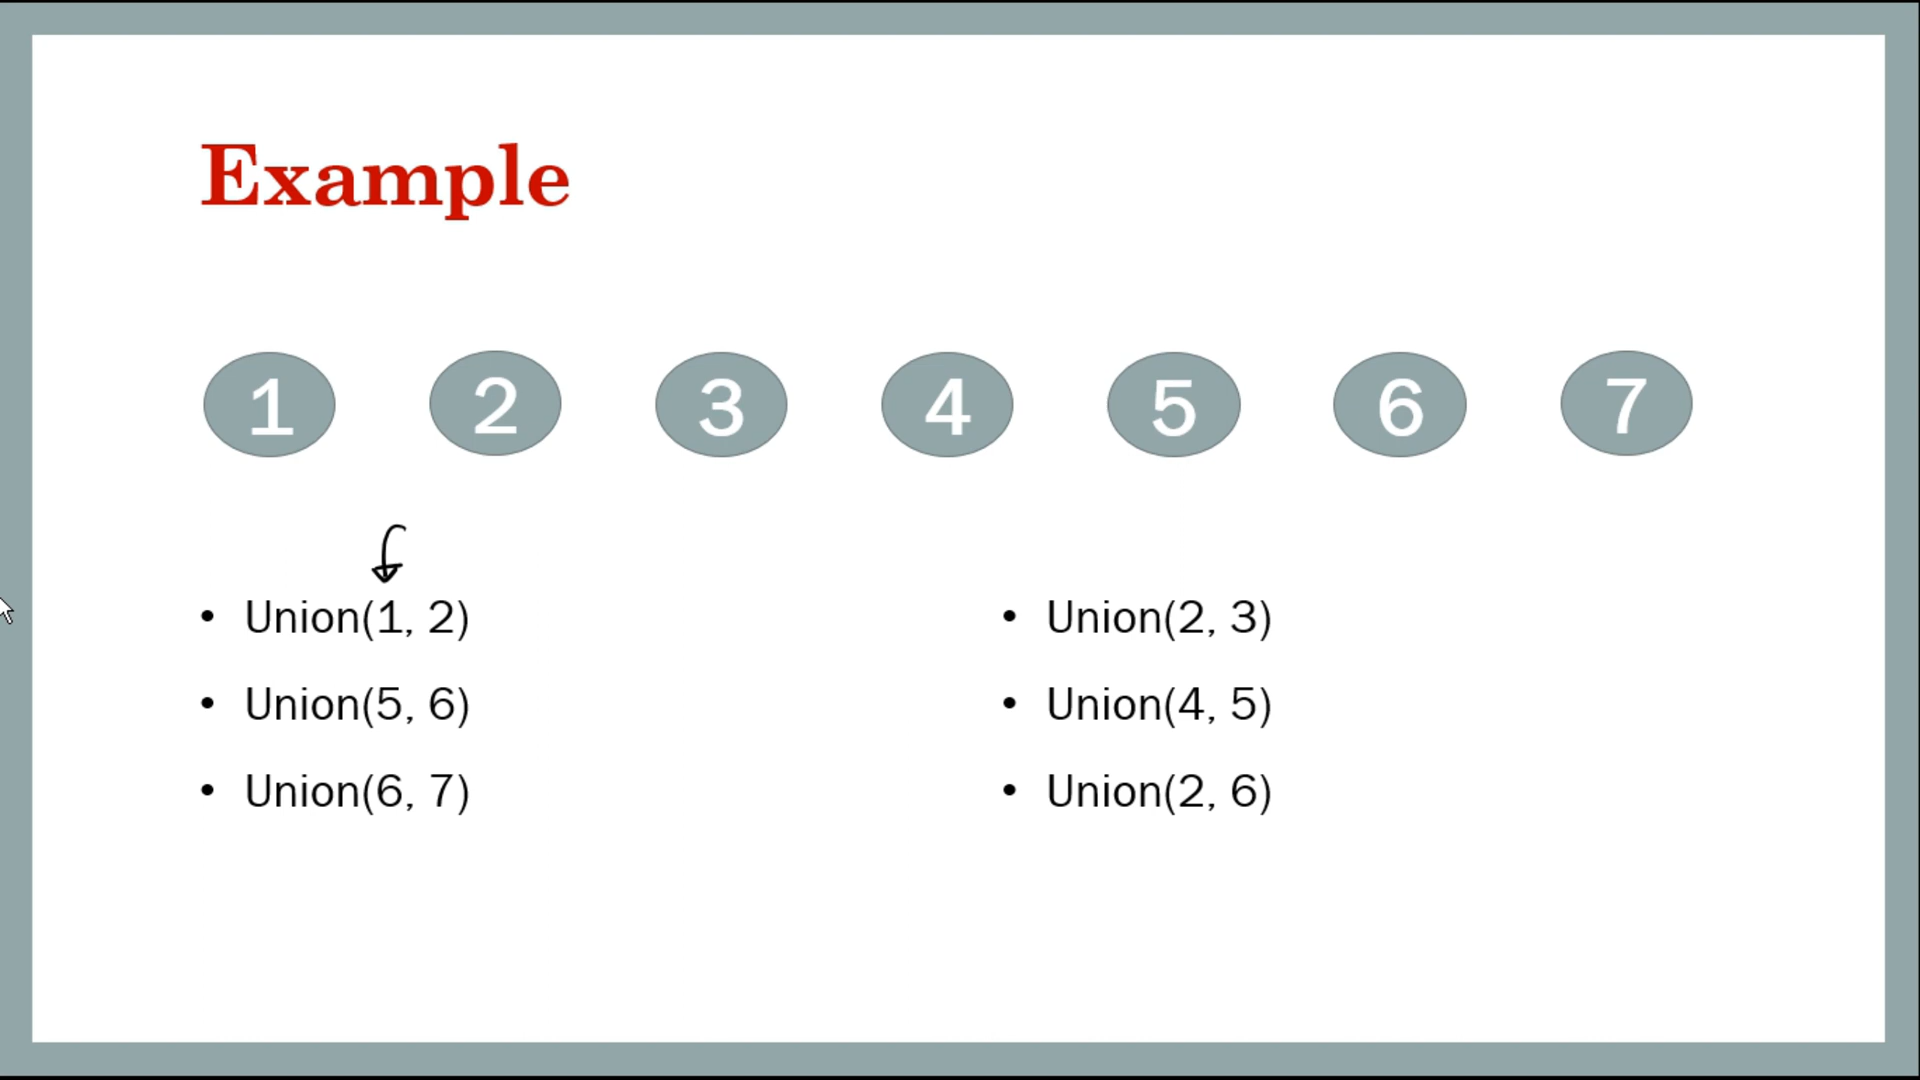 Example
1 2 3 4 5 6 7
• Union(1, 2)
• Union(5, 6)
• Union(6, 7)
• Union(2, 3)
• Union(4, 5)
• Union(2, 6)